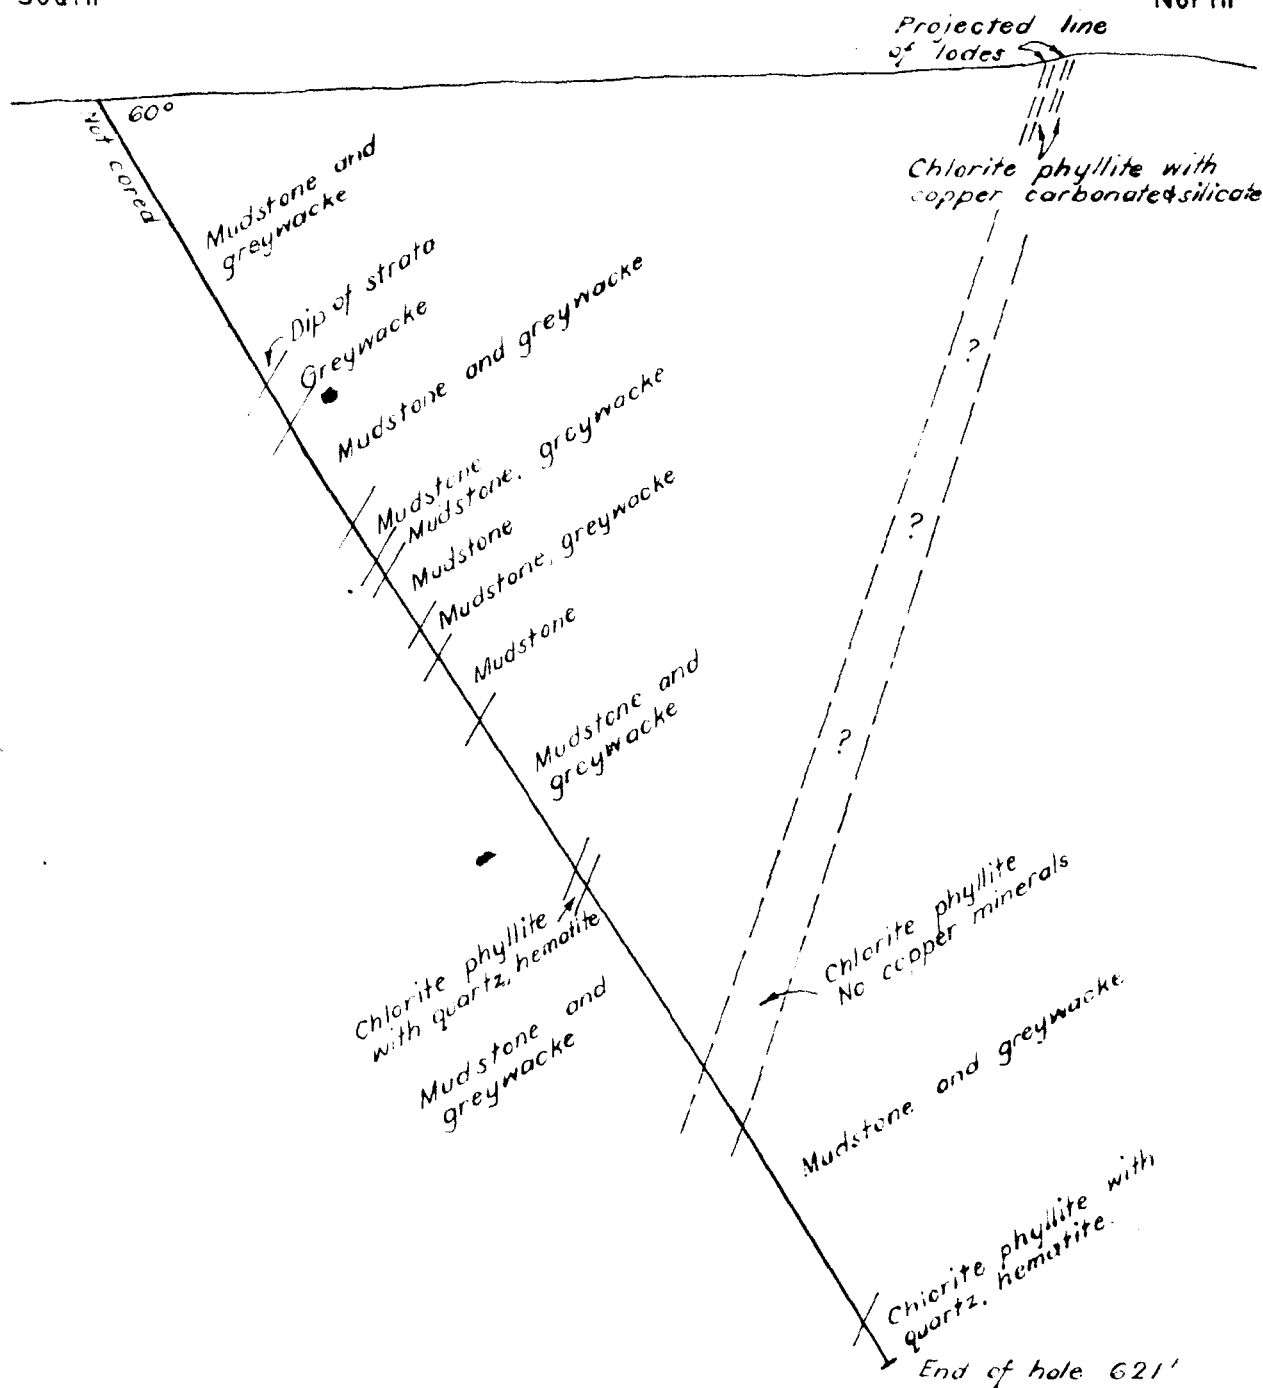 South
North
Projected line
of lodes
60°
Not cored
Chlorite phyllite with
copper carbonate & silicate
Mudstone and
greywacke
Dip of strata
Greywacke
Mudstone and greywacke
Mudstone
Mudstone, greywacke
Mudstone
Mudstone, greywacke
Mudstone
Mudstone and
greywacke
?
?
?
Chlorite phyllite
with quartz, hematite
Chlorite phyllite
No copper minerals
Mudstone and
greywacke
Mudstone and greywacke
Chlorite phyllite with
quartz, hematite.
End of hole 621'